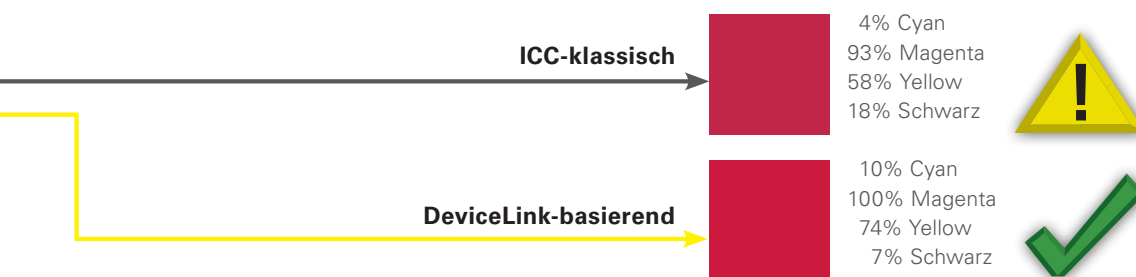 ICC-klassisch
4% Cyan
93% Magenta
58% Yellow
18% Schwarz
!
DeviceLink-basierend
10% Cyan
100% Magenta
74% Yellow
7% Schwarz